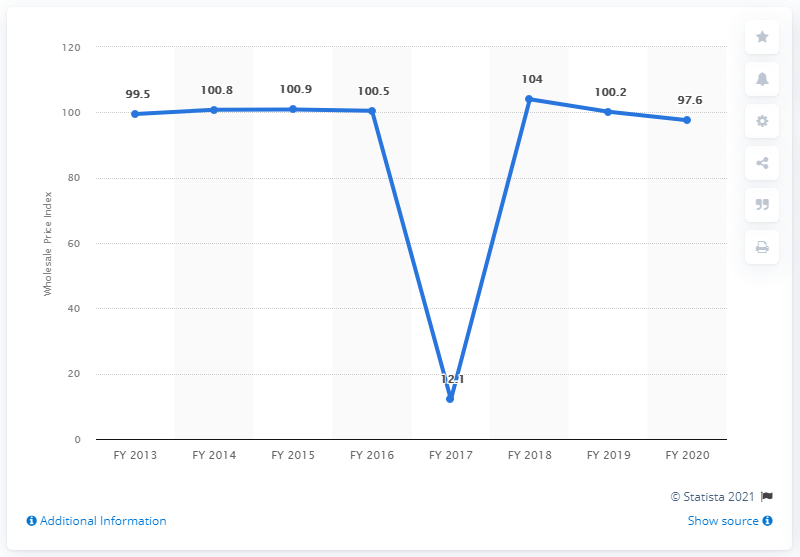 120
100
80
60
40
20
0
Wholesale Price Index
99.5
100.8
100.9
100.5
12.1
104
100.2
97.6
FY 2013
FY 2014
FY 2015
FY 2016
FY 2017
FY 2018
FY 2019
FY 2020
© Statista 2021
Additional Information
Show source